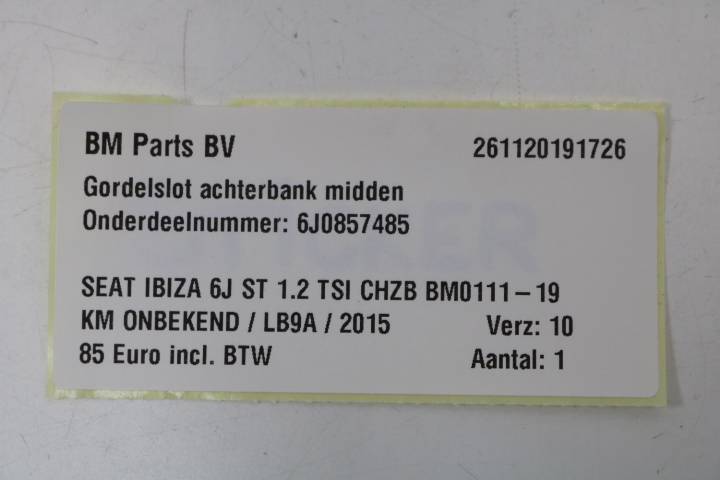 BM Parts BV 261120191726
Gordelslot achterbank midden
Onderdeelnummer: 6J0857485
SEAT IBIZA 6J ST 1.2 TSI CHZB BM0111-19
KM ONBEKEND / LB9A / 2015 Verz: 10
85 Euro incl. BTW Aantal: 1